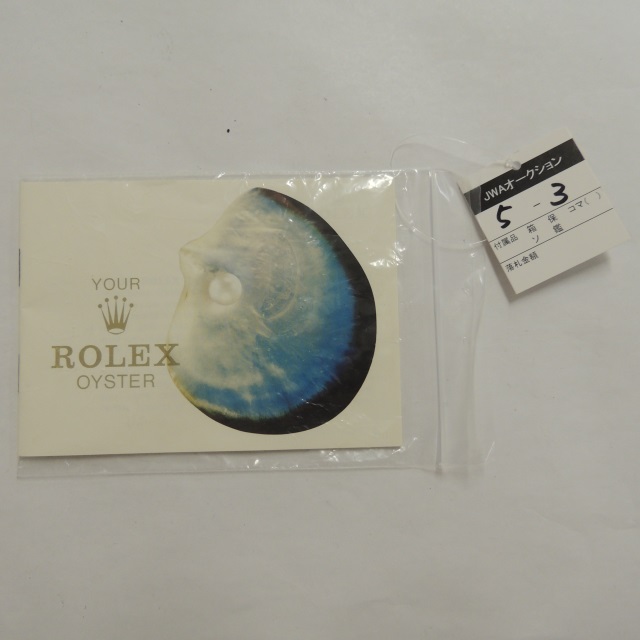 YOUR
ROLEX
OYSTER
JWAオークション
5-3
付属品 箱 保 コマ( )
ソ 鑑
落札金額